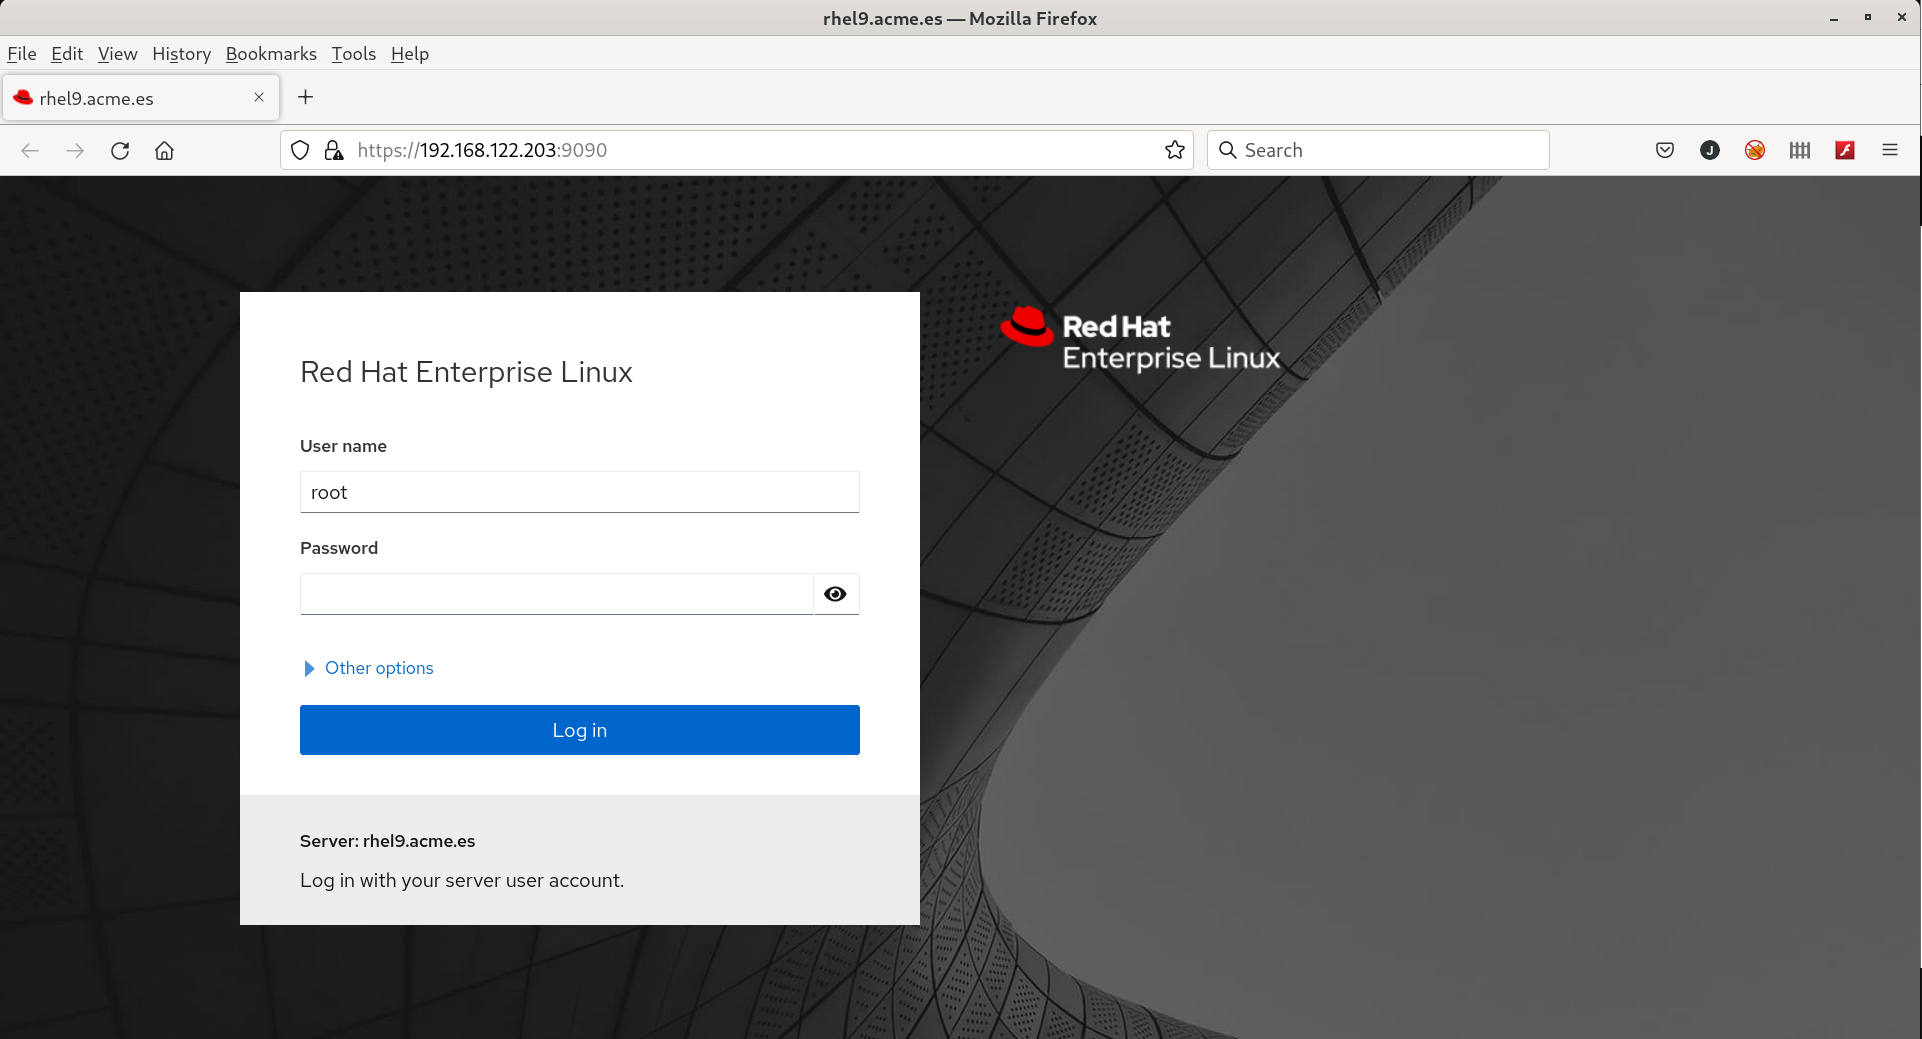 rhel9.acme.es — Mozilla Firefox
File Edit View History Bookmarks Tools Help
rhel9.acme.es
https://192.168.122.203:9090
Search
J
Red Hat
Enterprise Linux
Red Hat Enterprise Linux
User name
root
Password
Other options
Log in
Server: rhel9.acme.es
Log in with your server user account.